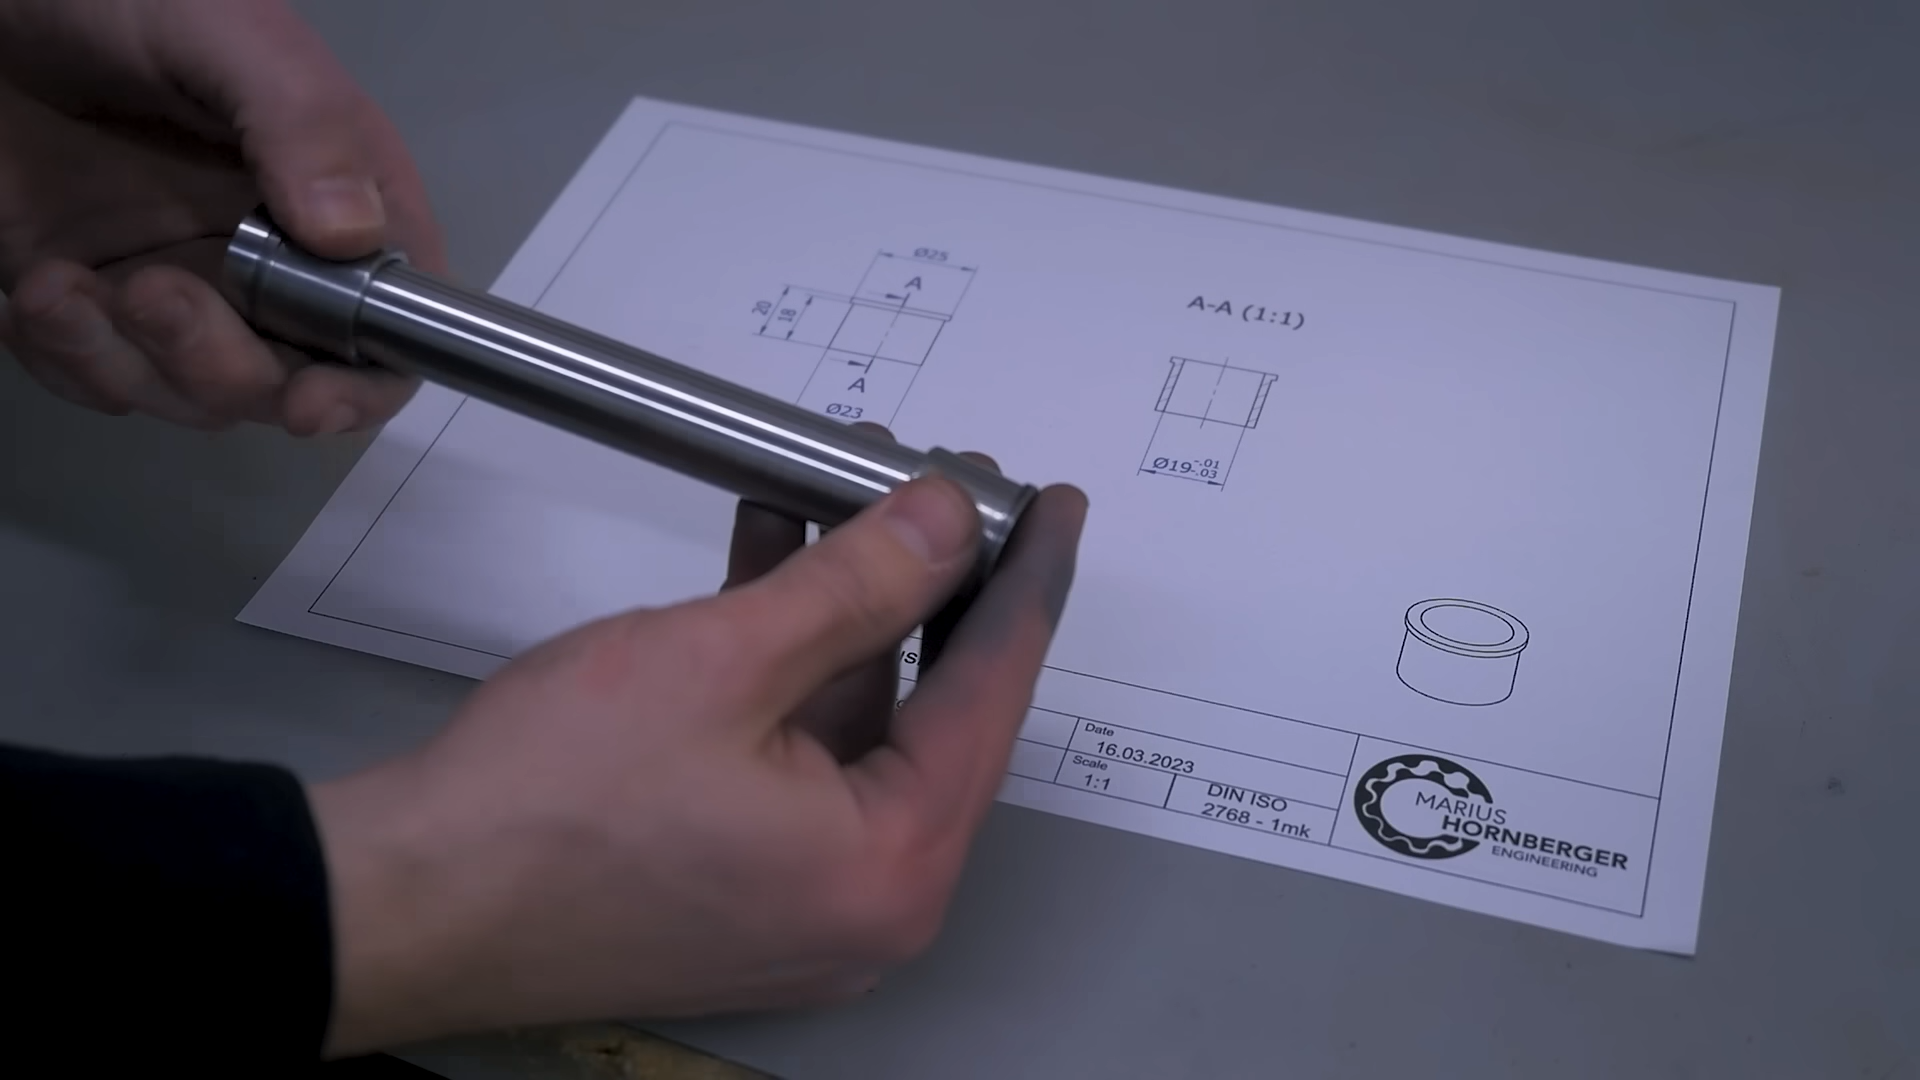 Ø25
A
20
18
A
Ø23
A-A (1:1)
Ø19 -.01
-.03
Date
16.03.2023
Scale
1:1
DIN ISO
2768 - 1mk
MARIUS
HORNBERGER
ENGINEERING